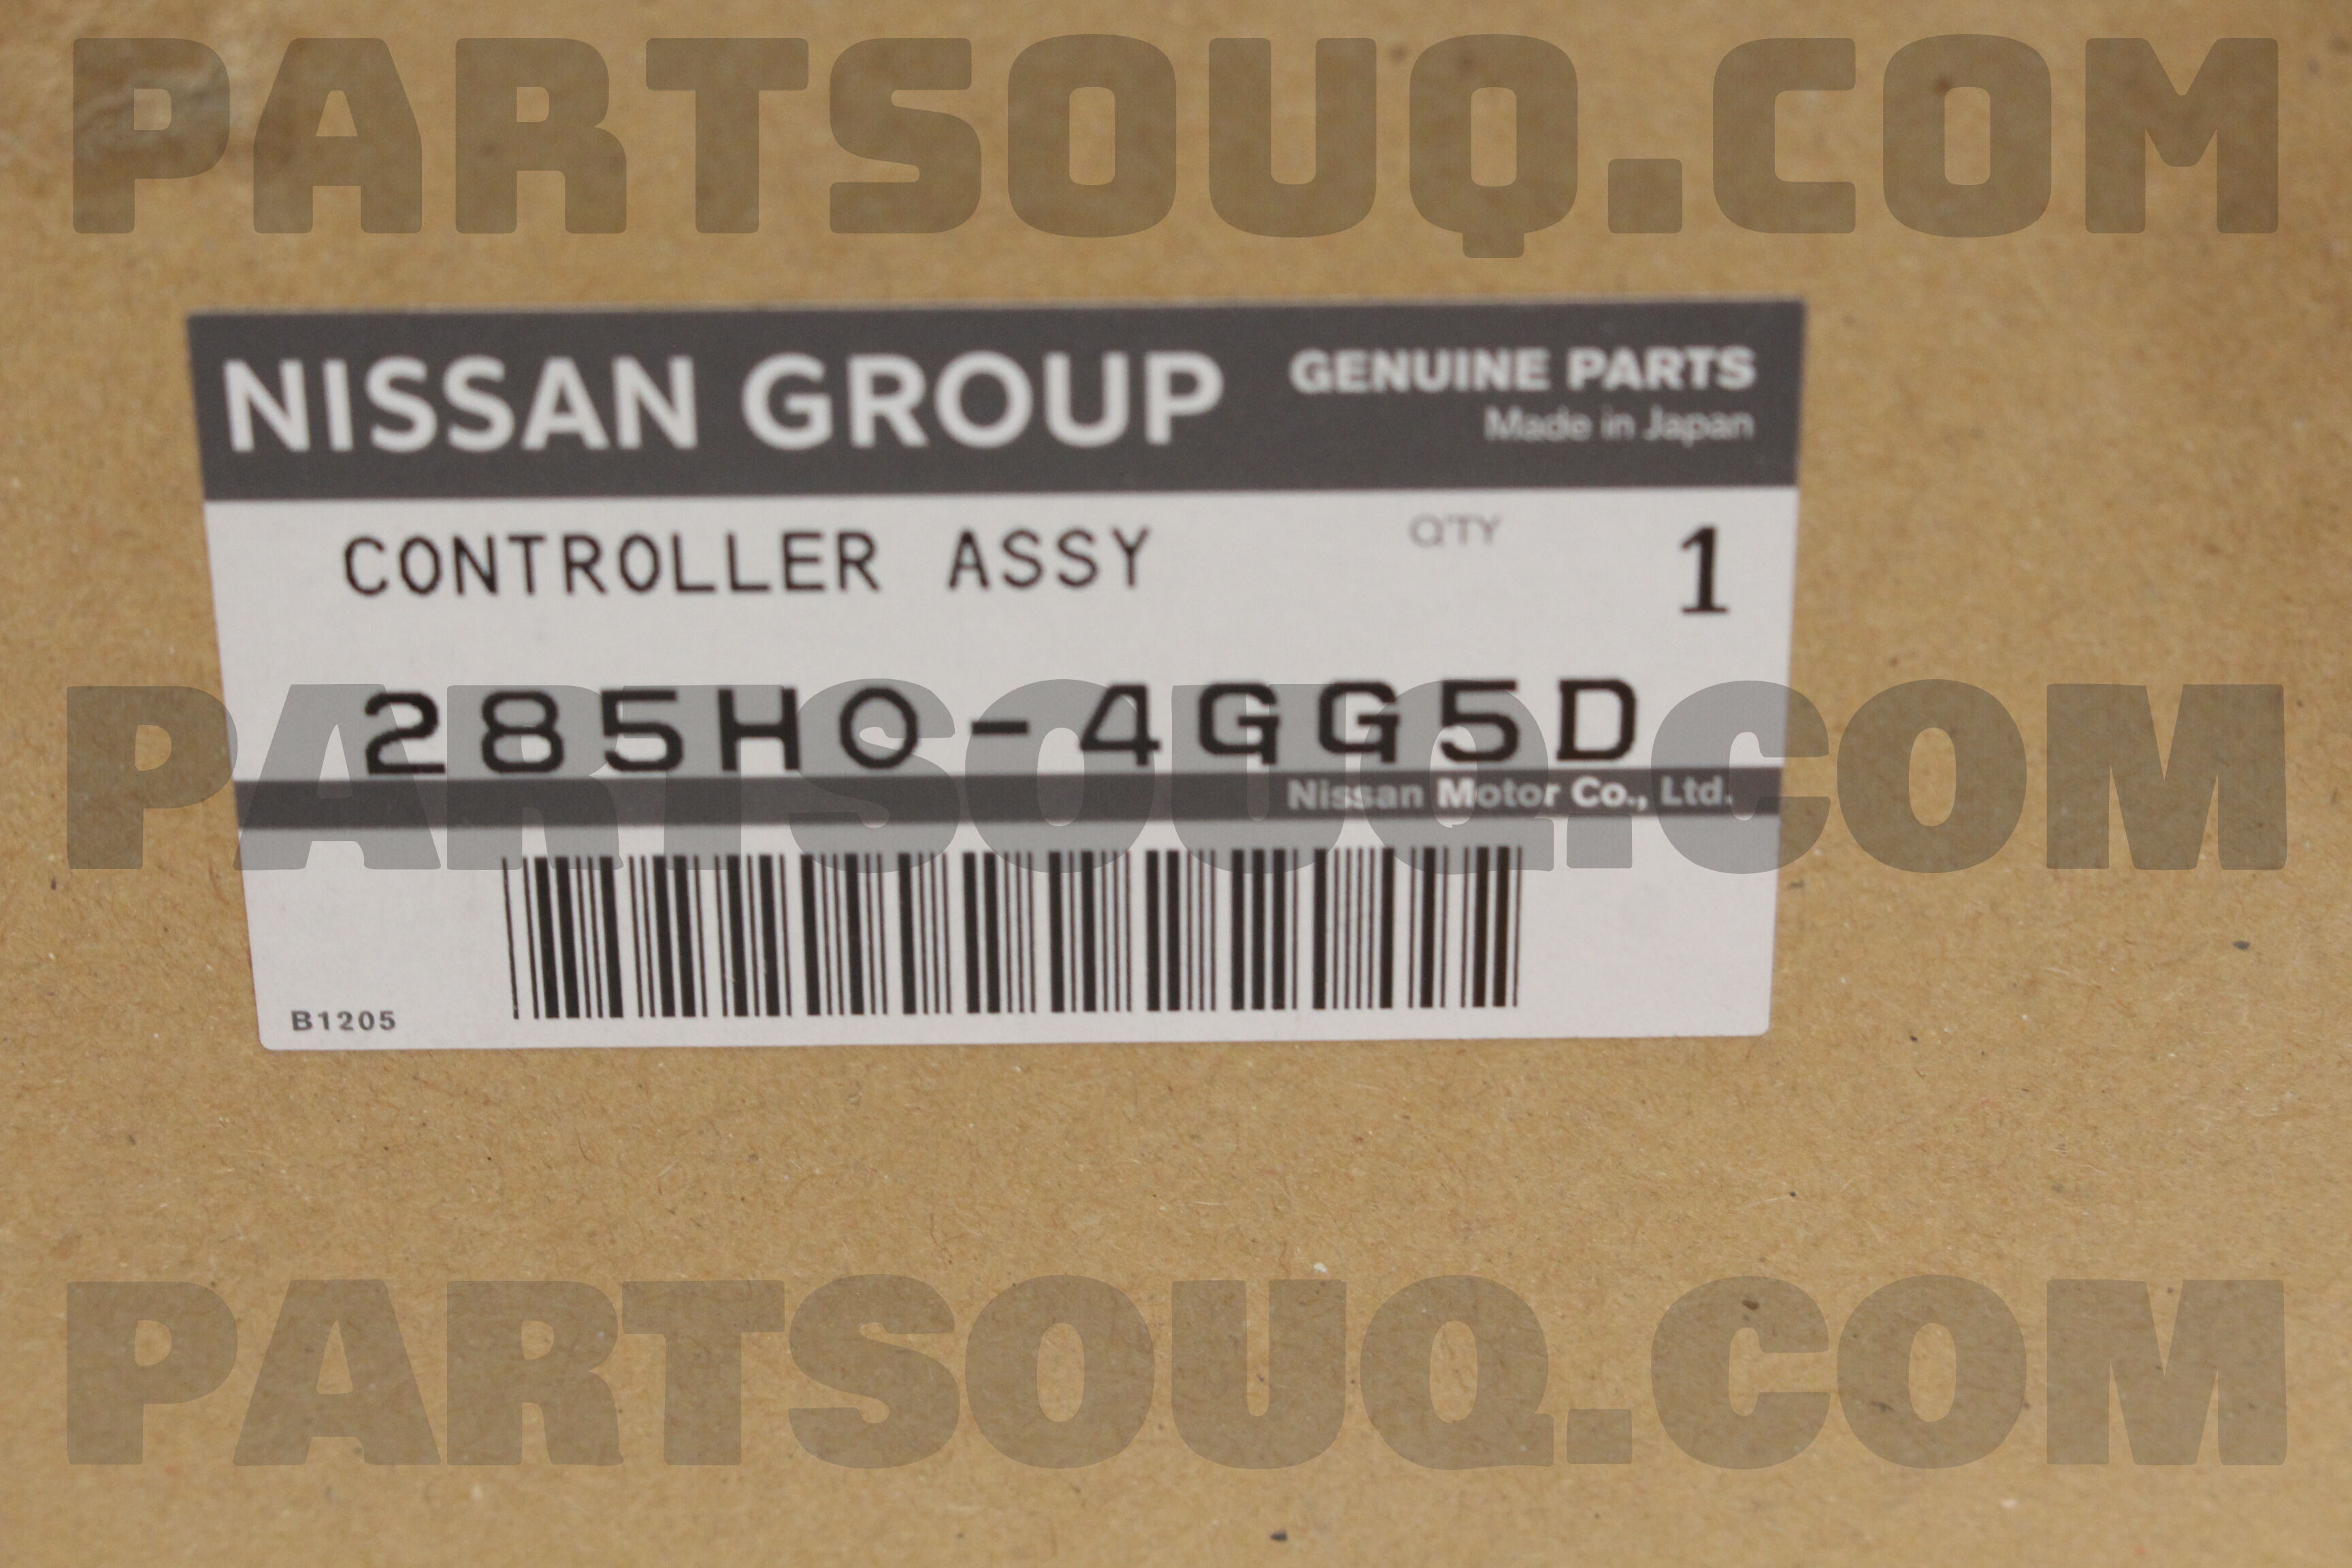 PARTSOUQ.COM
NISSAN GROUP
GENUINE PARTS
Made in Japan
CONTROLLER ASSY
Q'TY 1
285H0-4GG5D
PARTSOUQ.COM
Nissan Motor Co., Ltd.
B1205
PARTSOUQ.COM